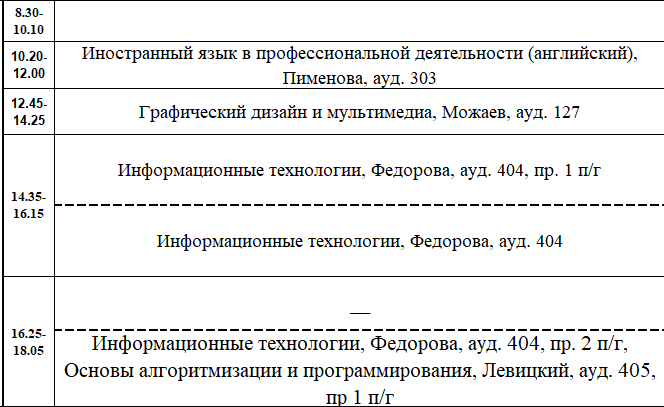 8.30-
10.10
10.20-
12.00
Иностранный язык в профессиональной деятельности (английский),
Пименова, ауд. 303
12.45-
14.25
Графический дизайн и мультимедиа, Можаев, ауд. 127
14.35-
16.15
Информационные технологии, Федорова, ауд. 404, пр. 1 п/г
Информационные технологии, Федорова, ауд. 404
16.25-
18.05
—
Информационные технологии, Федорова, ауд. 404, пр. 2 п/г,
Основы алгоритмизации и программирования, Левицкий, ауд. 405,
пр 1 п/г